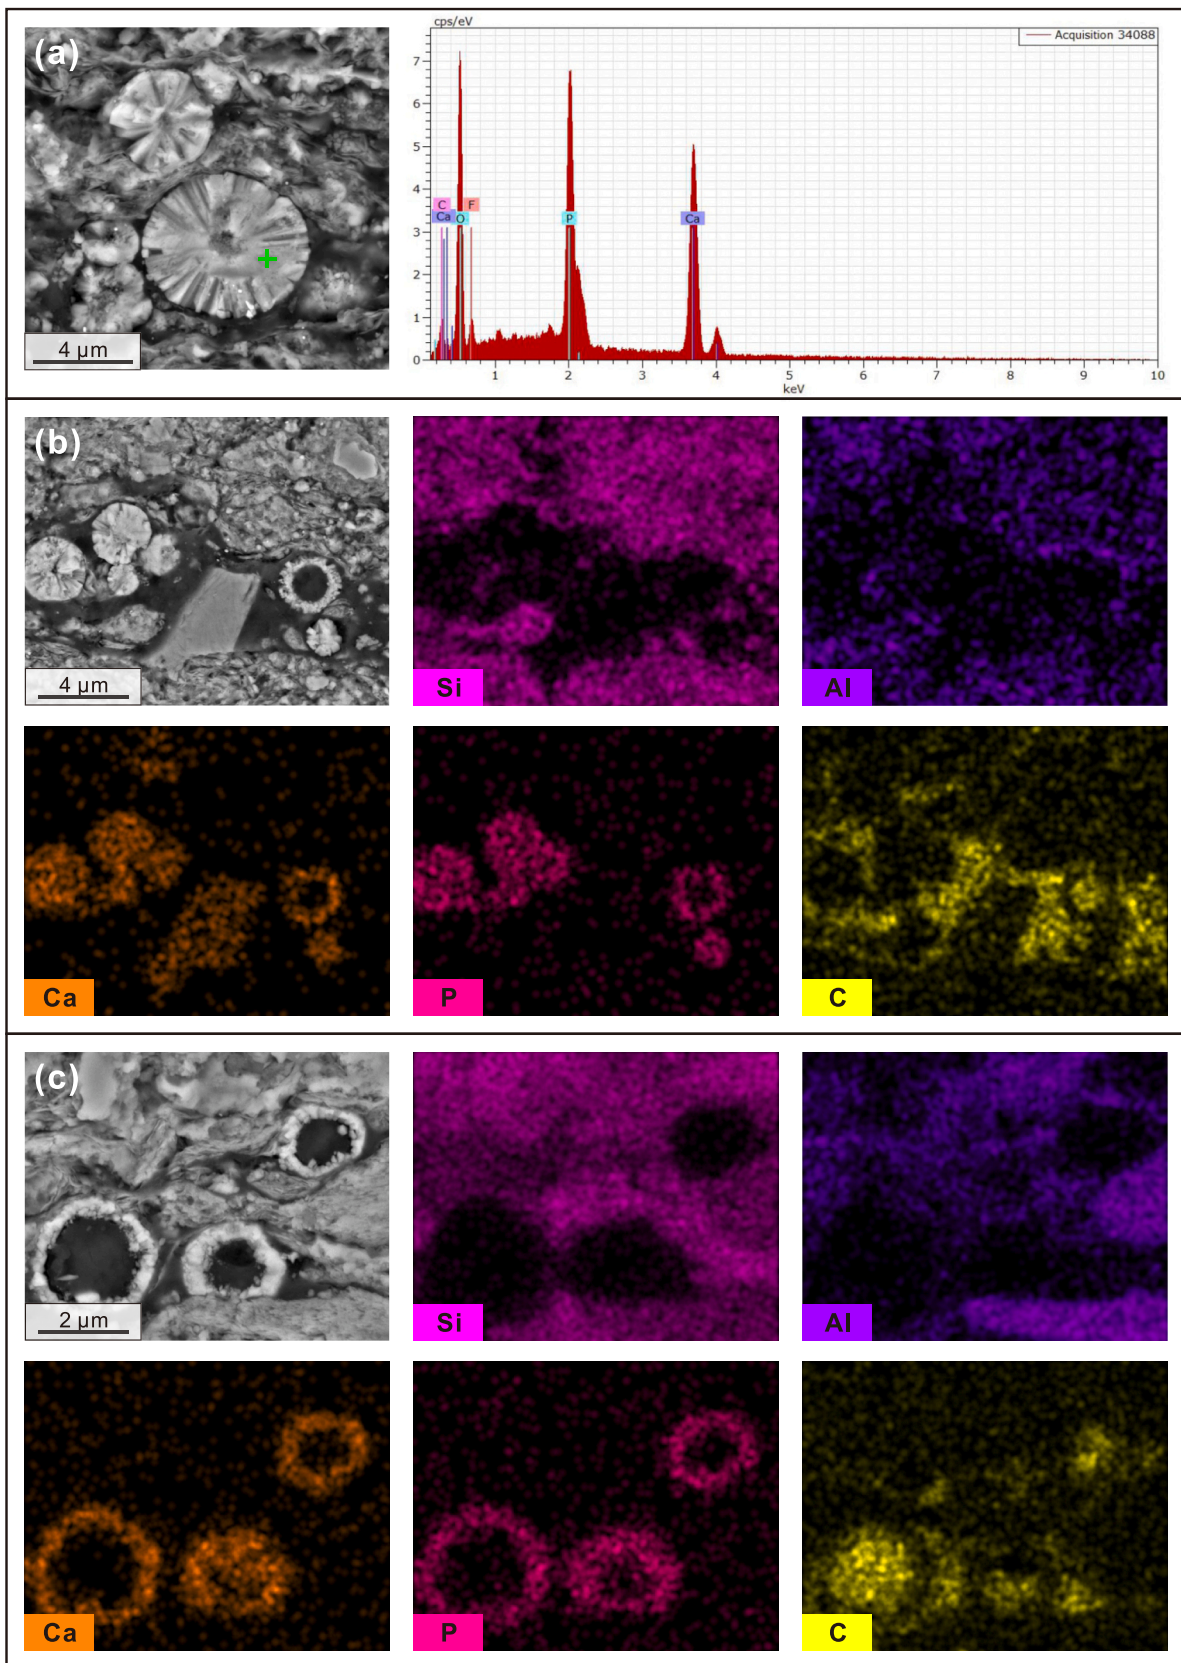 (a)
4 µm
cps/eV
Acquisition 34088
7
6
5
4
3
2
1
0
C
F
Ca
O
P
Ca
1 2 3 4 5 6 7 8 9 10
keV
(b)
4 µm
Si
Al
Ca
P
C
(c)
2 µm
Si
Al
Ca
P
C